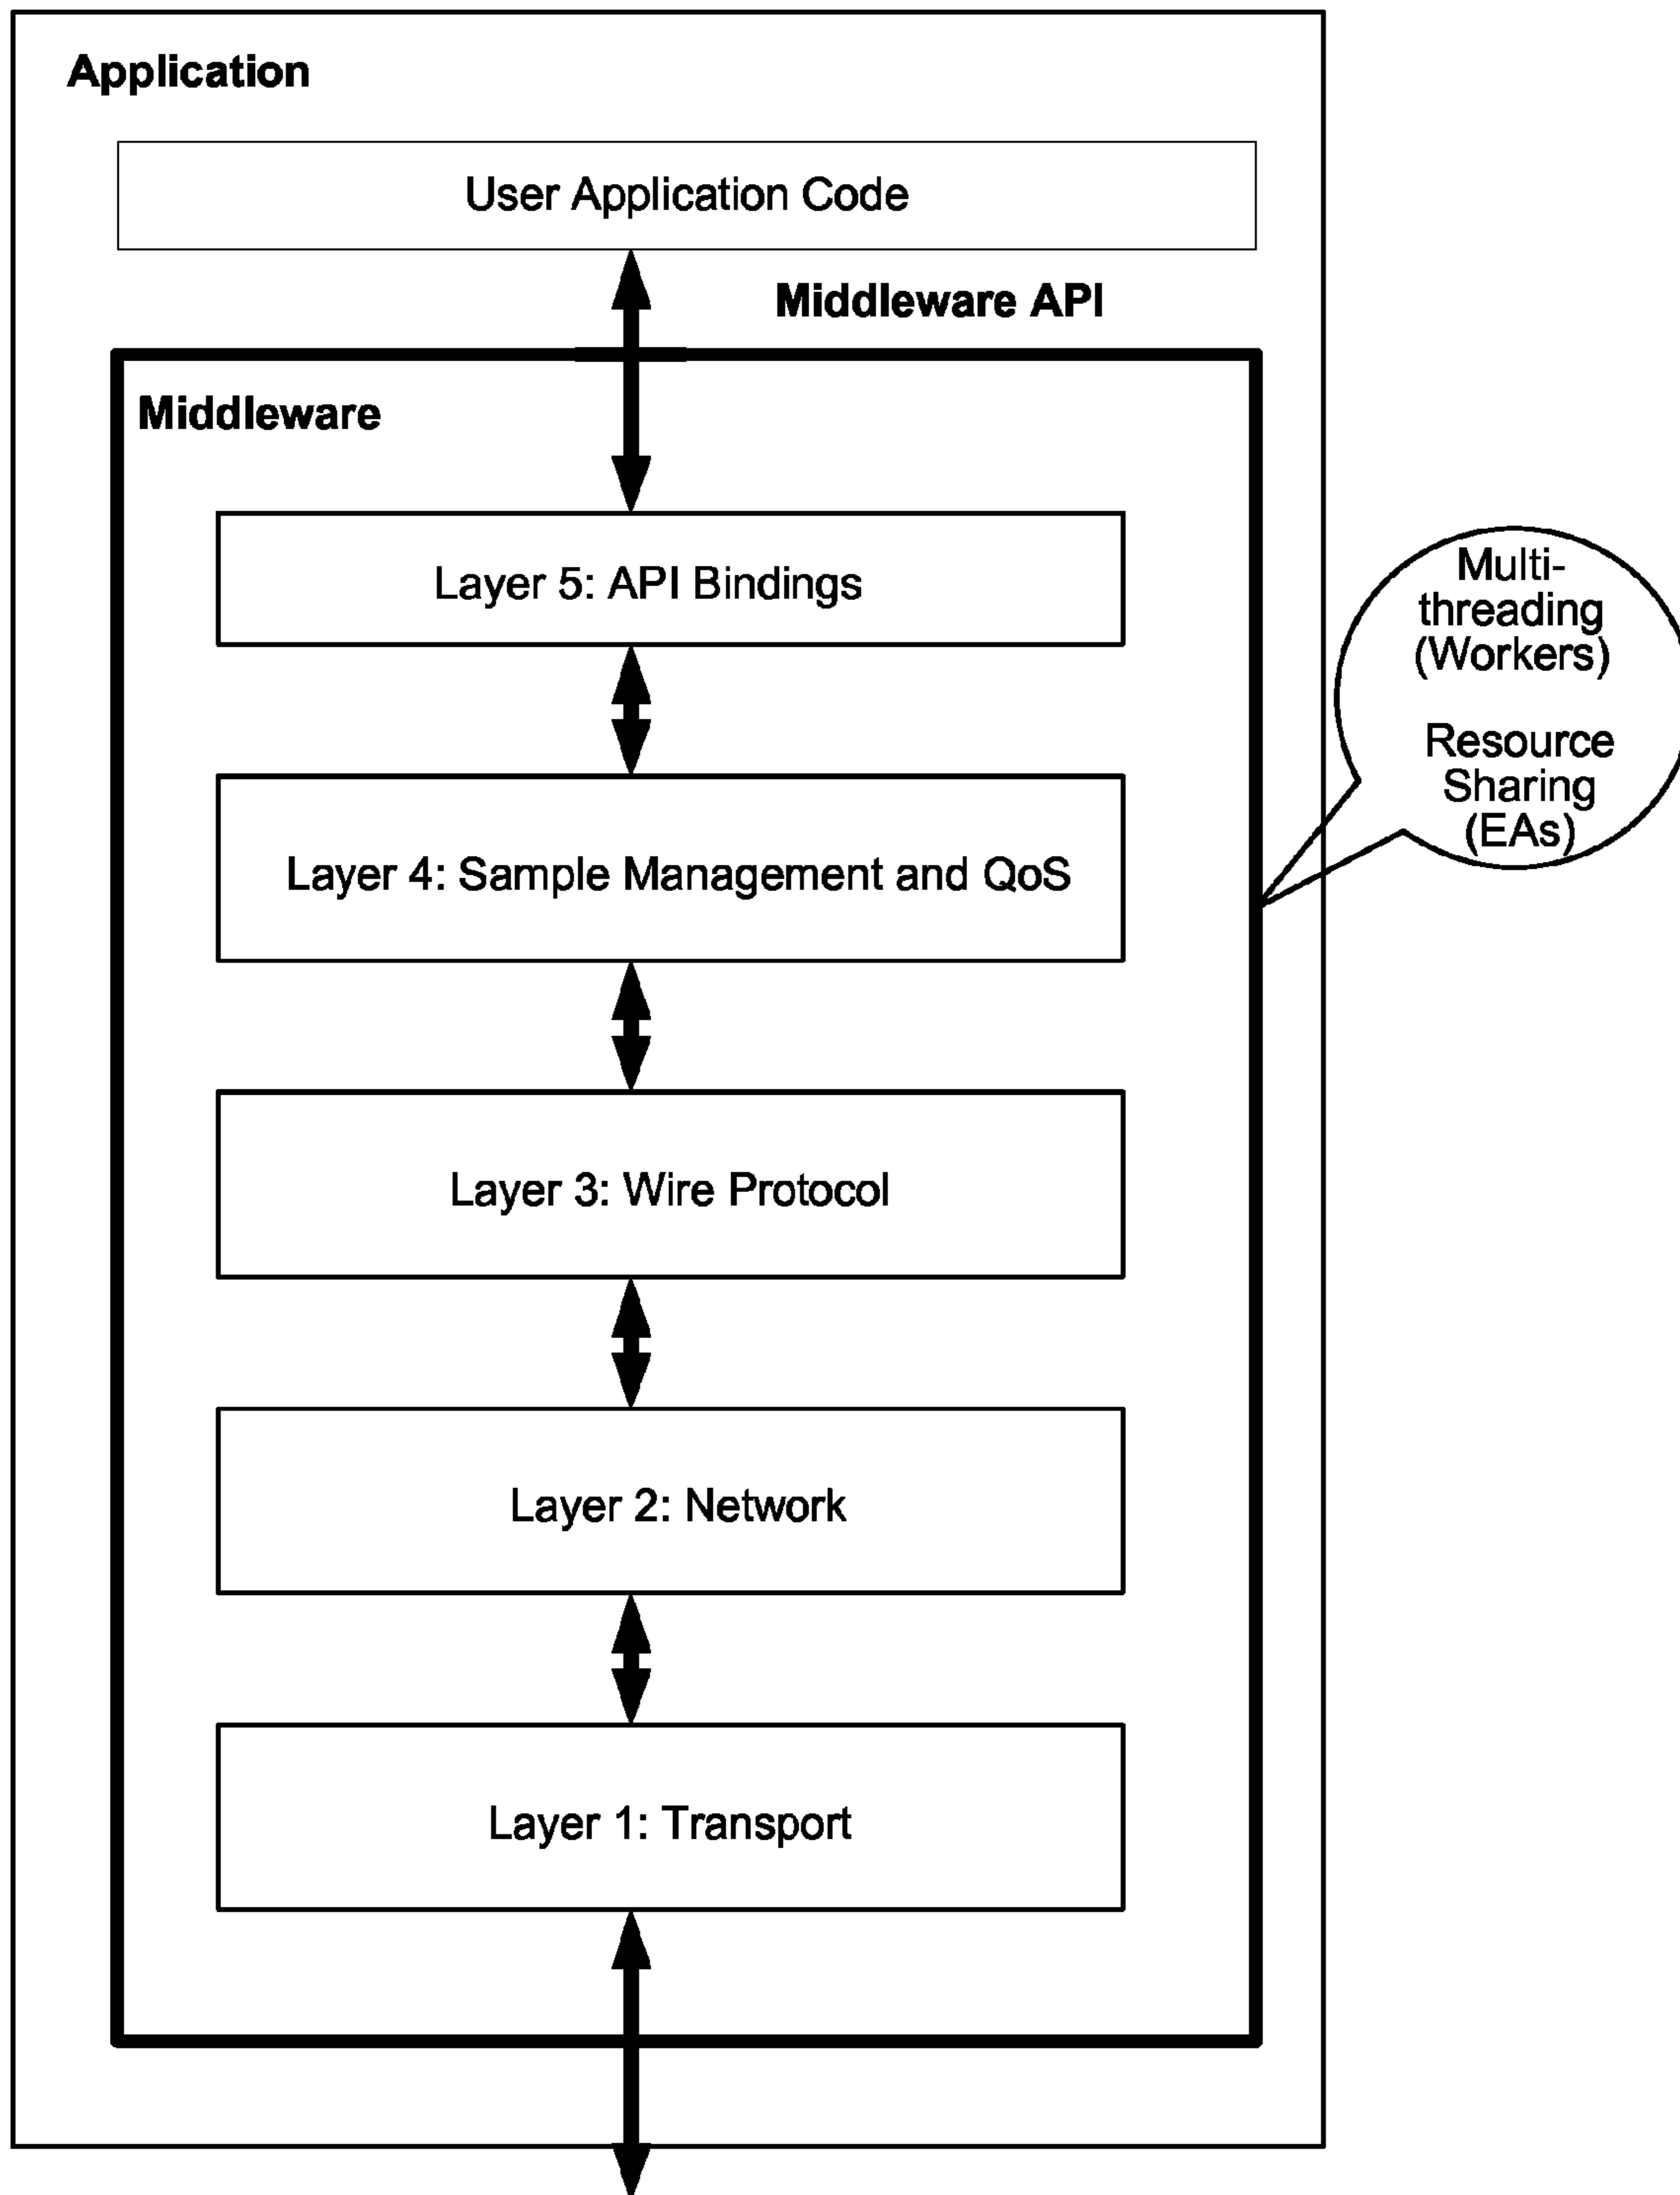 Application
User Application Code
Middleware API
Middleware
Layer 5: API Bindings
Multi-
threading
(Workers)
Resource
Sharing
(EAs)
Layer 4: Sample Management and QoS
Layer 3: Wire Protocol
Layer 2: Network
Layer 1: Transport